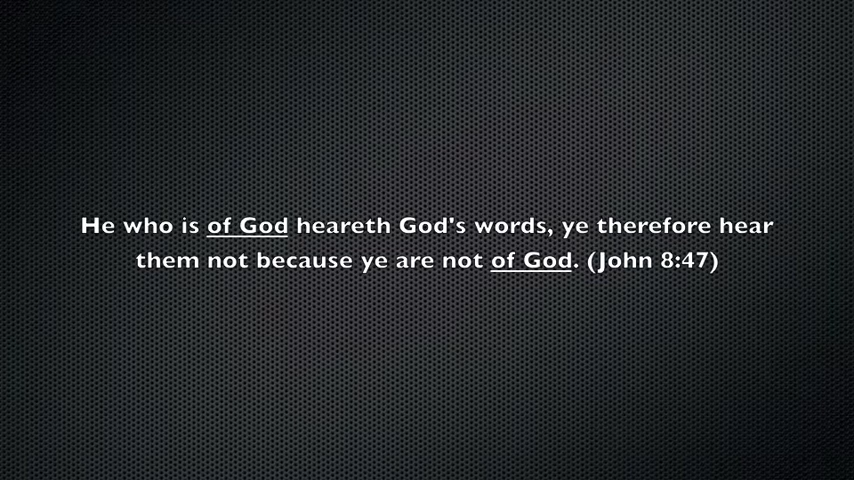 He who is of God heareth God's words, ye therefore hear
them not because ye are not of God. (John 8:47)